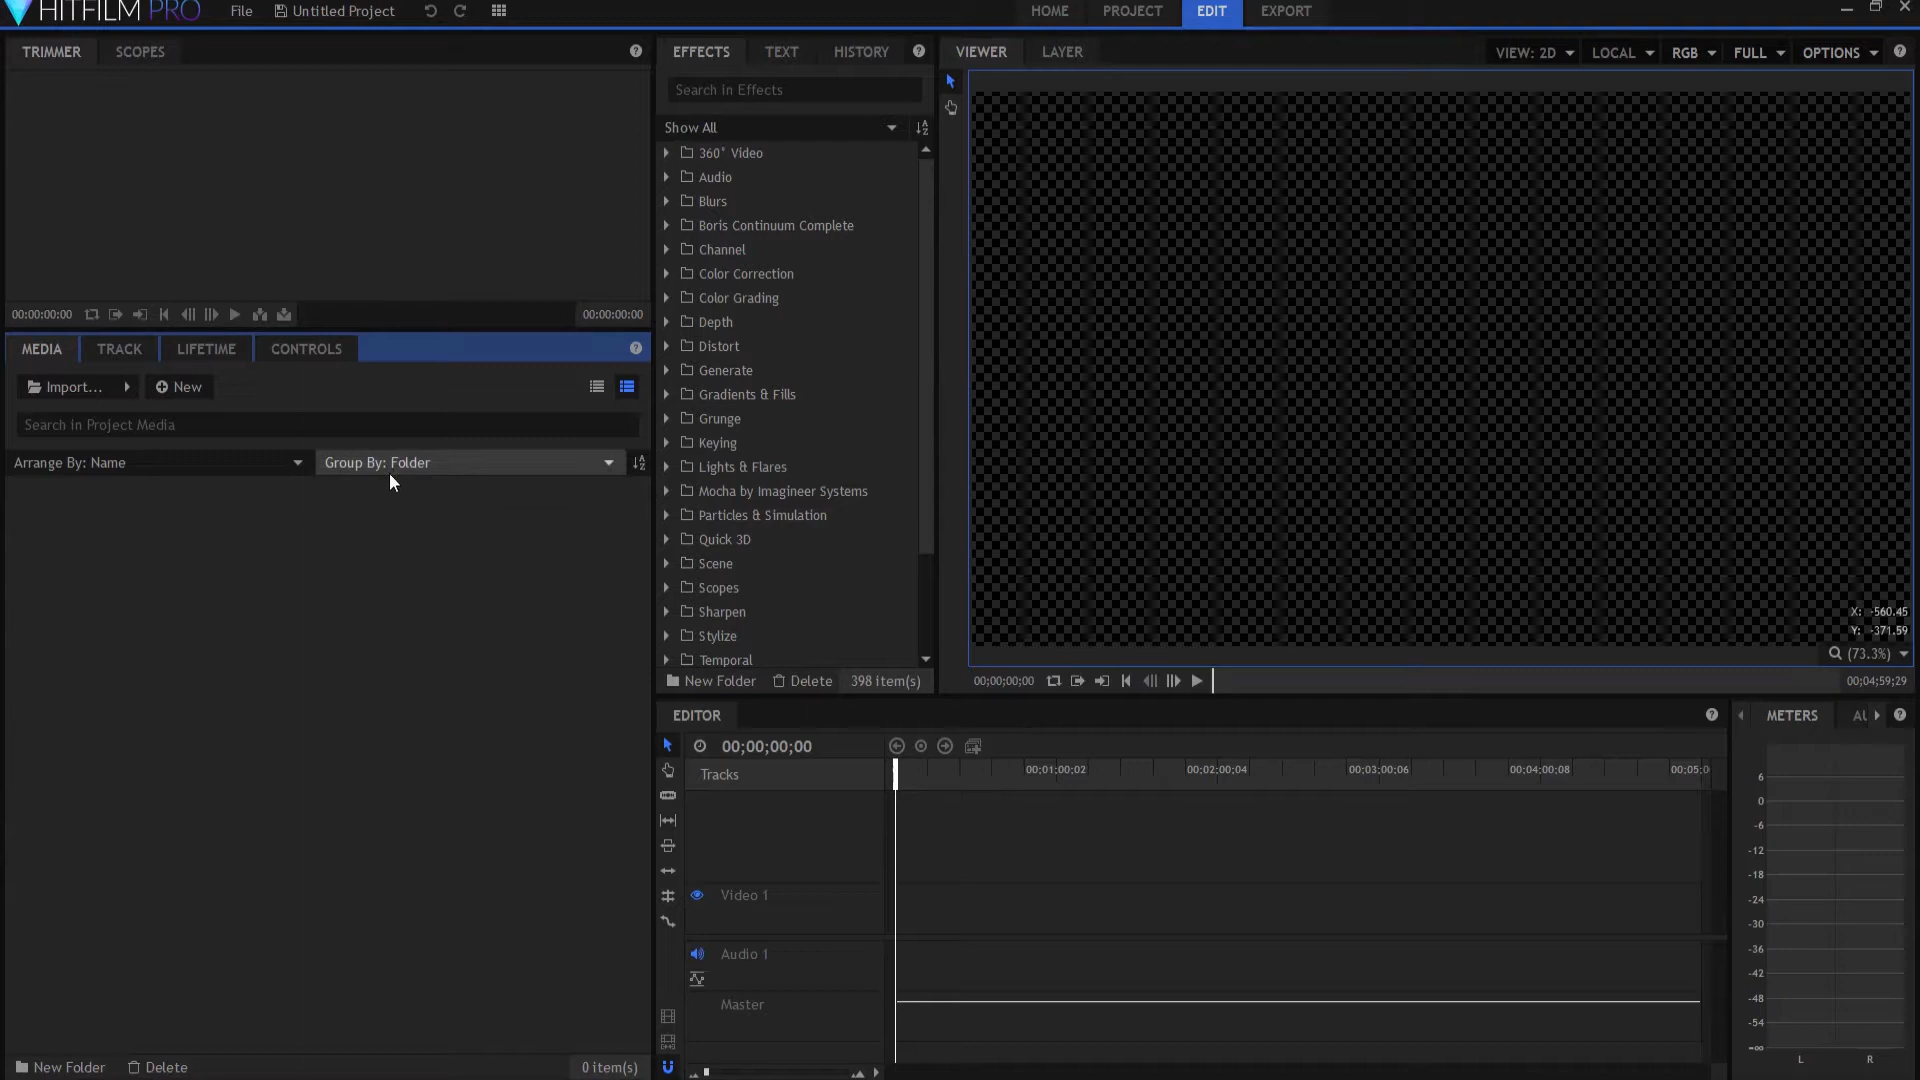 HITFILM PRO
File
Untitled Project
HOME
PROJECT
EDIT
EXPORT
TRIMMER
SCOPES
00:00:00:00
00:00:00:00
MEDIA
TRACK
LIFETIME
CONTROLS
Import...
New
Search in Project Media
Arrange By: Name
Group By: Folder
New Folder
Delete
0 item(s)
EFFECTS
TEXT
HISTORY
Search in Effects
Show All
360° Video
Audio
Blurs
Boris Continuum Complete
Channel
Color Correction
Color Grading
Depth
Distort
Generate
Gradients & Fills
Grunge
Keying
Lights & Flares
Mocha by Imagineer Systems
Particles & Simulation
Quick 3D
Scene
Scopes
Sharpen
Stylize
Temporal
New Folder
Delete
398 item(s)
VIEWER
LAYER
VIEW: 2D
LOCAL
RGB
FULL
OPTIONS
X: -560.45
Y: -371.59
(73.3%)
00;00;00;00
00;04;59;29
EDITOR
00;00;00;00
Tracks
00;01;00;02
00;02;00;04
00;03;00;06
00;04;00;08
00;05;0
Video 1
Audio 1
Master
METERS
AU
6
0
-6
-12
-18
-24
-30
-36
-42
-48
-54
-∞
L
R